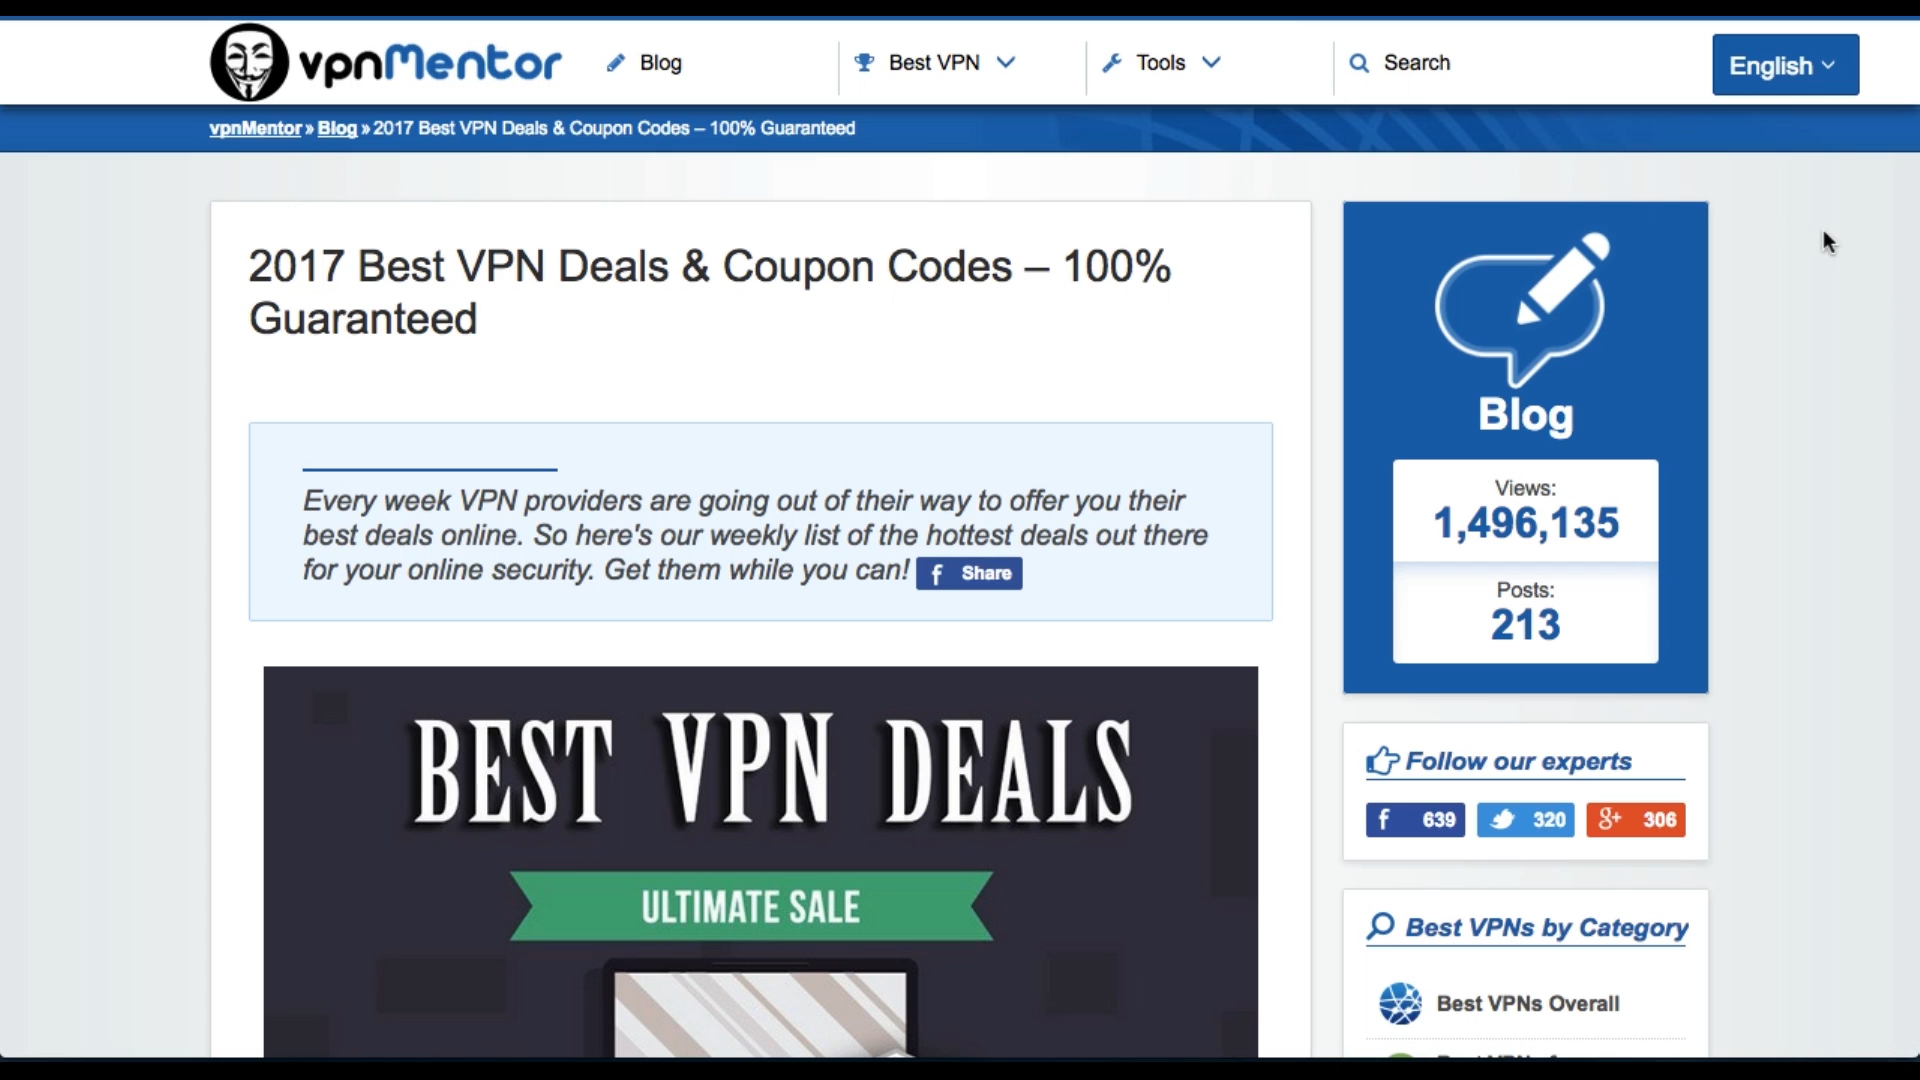 vpnMentor
Blog
Best VPN
Tools
Search
English
vpnMentor » Blog » 2017 Best VPN Deals & Coupon Codes – 100% Guaranteed
2017 Best VPN Deals & Coupon Codes – 100%
Guaranteed
Every week VPN providers are going out of their way to offer you their
best deals online. So here's our weekly list of the hottest deals out there
for your online security. Get them while you can! f Share
BEST VPN DEALS
ULTIMATE SALE
Blog
Views:
1,496,135
Posts:
213
Follow our experts
f 639 320 g+ 306
Best VPNs by Category
Best VPNs Overall